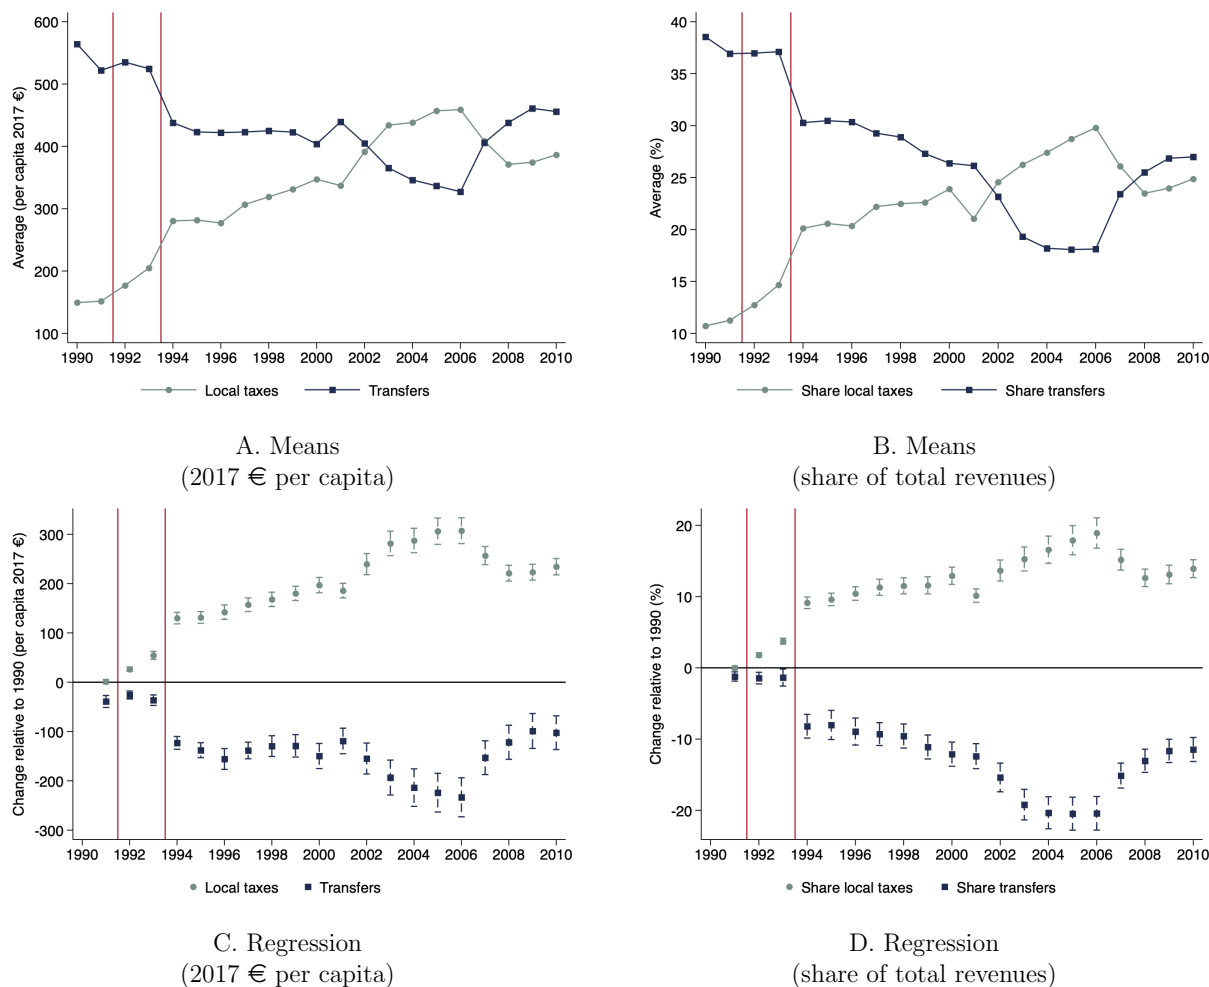 Average (per capita 2017 €)
600
500
400
300
200
100
1990 1992 1994 1996 1998 2000 2002 2004 2006 2008 2010
Local taxes Transfers
A. Means
(2017 € per capita)
Average (%)
40
35
30
25
20
15
10
1990 1992 1994 1996 1998 2000 2002 2004 2006 2008 2010
Share local taxes Share transfers
B. Means
(share of total revenues)
Change relative to 1990 (per capita 2017 €)
300
200
100
0
-100
-200
-300
1990 1992 1994 1996 1998 2000 2002 2004 2006 2008 2010
Local taxes Transfers
C. Regression
(2017 € per capita)
Change relative to 1990 (%)
20
10
0
-10
-20
1990 1992 1994 1996 1998 2000 2002 2004 2006 2008 2010
Share local taxes Share transfers
D. Regression
(share of total revenues)